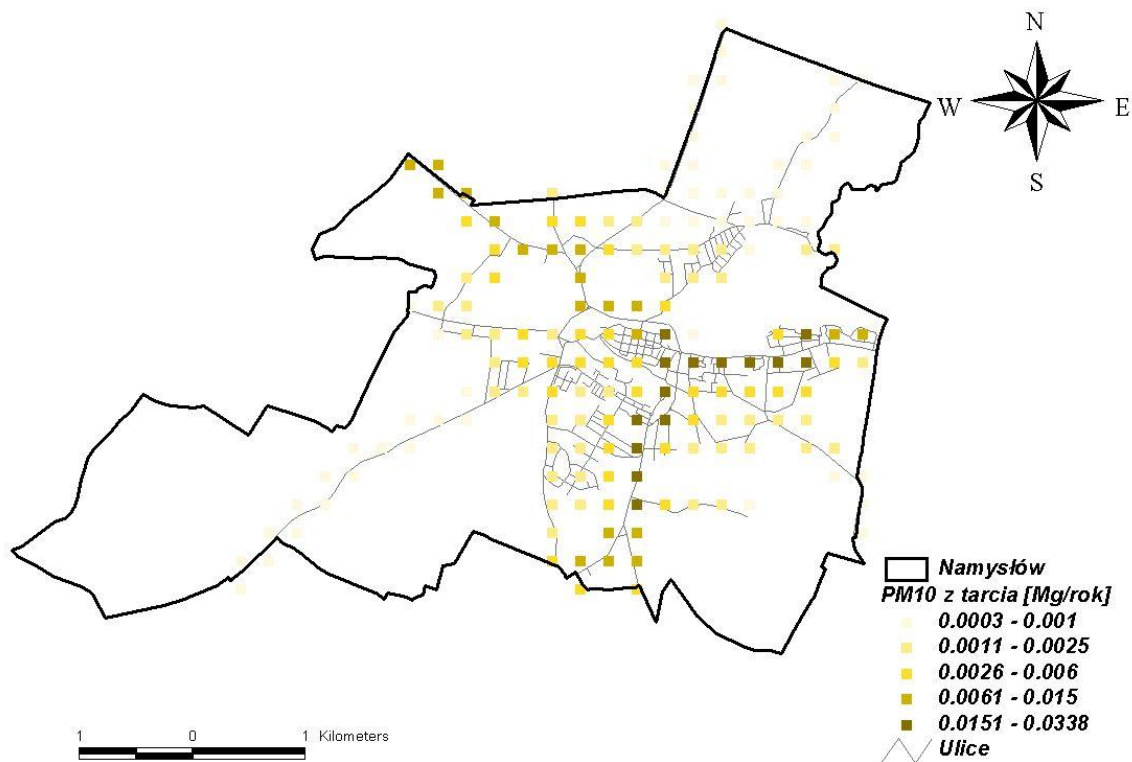 N
W E
S
Namysłów
PM10 z tarcia [Mg/rok]
0.0003 - 0.001
0.0011 - 0.0025
0.0026 - 0.006
0.0061 - 0.015
0.0151 - 0.0338
Ulice
1 0 1 Kilometers